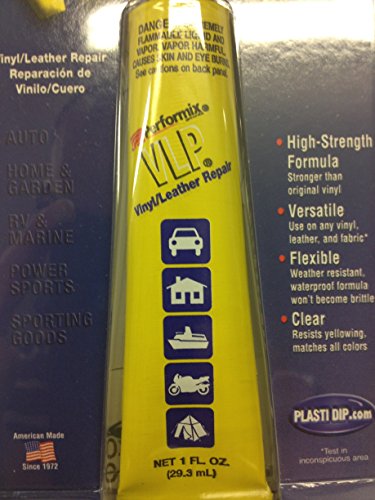 Vinyl/Leather Repair
Reparación de
Vinilo/Cuero
AUTO
HOME &
GARDEN
RV &
MARINE
POWER
SPORTS
SPORTING
GOODS
American Made
Since 1972
DANGER: EXTREMELY
FLAMMABLE LIQUID AND
VAPOR. VAPOR HARMFUL.
CAUSES SKIN AND EYE BURNS.
See cautions on back panel.
Performix®
VLP®
Vinyl/Leather Repair
NET 1 FL. OZ.
(29.3 mL)
• High-Strength
Formula
Stronger than
original vinyl
• Versatile
Use on any vinyl,
leather, and fabric*
• Flexible
Weather resistant,
waterproof formula
won't become brittle
• Clear
Resists yellowing,
matches all colors
PLASTI DIP.com
*Test in
inconspicuous area